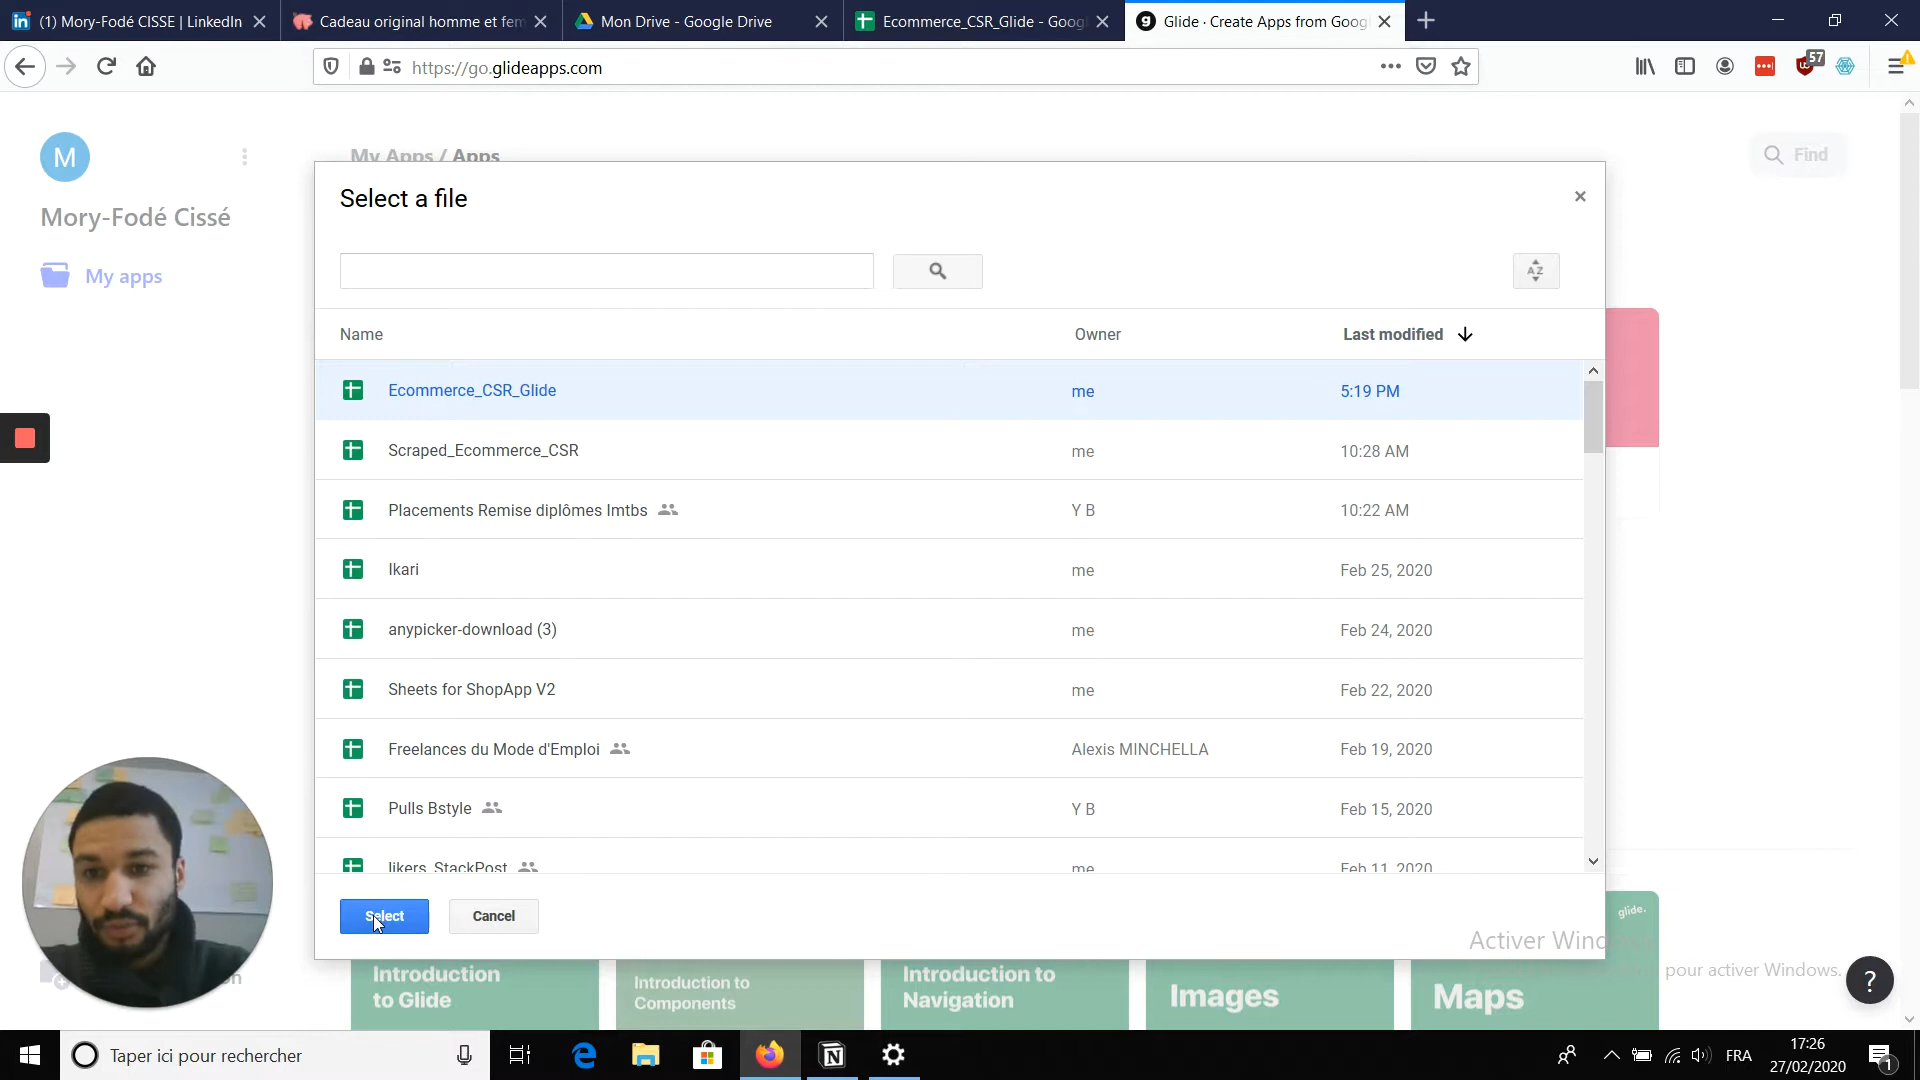 (1) Mory-Fodé CISSE | LinkedIn
Cadeau original homme et fem
Mon Drive - Google Drive
Ecommerce_CSR_Glide - Goog
Glide · Create Apps from Goog
https://go.glideapps.com
57
M
My Apps / Apps
Find
Mory-Fodé Cissé
My apps
Select a file
Name Owner Last modified
Ecommerce_CSR_Glide me 5:19 PM
Scraped_Ecommerce_CSR me 10:28 AM
Placements Remise diplômes Imtbs Y B 10:22 AM
Ikari me Feb 25, 2020
anypicker-download (3) me Feb 24, 2020
Sheets for ShopApp V2 me Feb 22, 2020
Freelances du Mode d'Emploi Alexis MINCHELLA Feb 19, 2020
Pulls Bstyle Y B Feb 15, 2020
likers_StackPost me Feb 11, 2020
Select Cancel
glide.
Activer Windo
pour activer Windows.
?
Introduction
to Glide
Introduction to
Components
Introduction to
Navigation
Images
Maps
Taper ici pour rechercher
FRA
17:26
27/02/2020
1